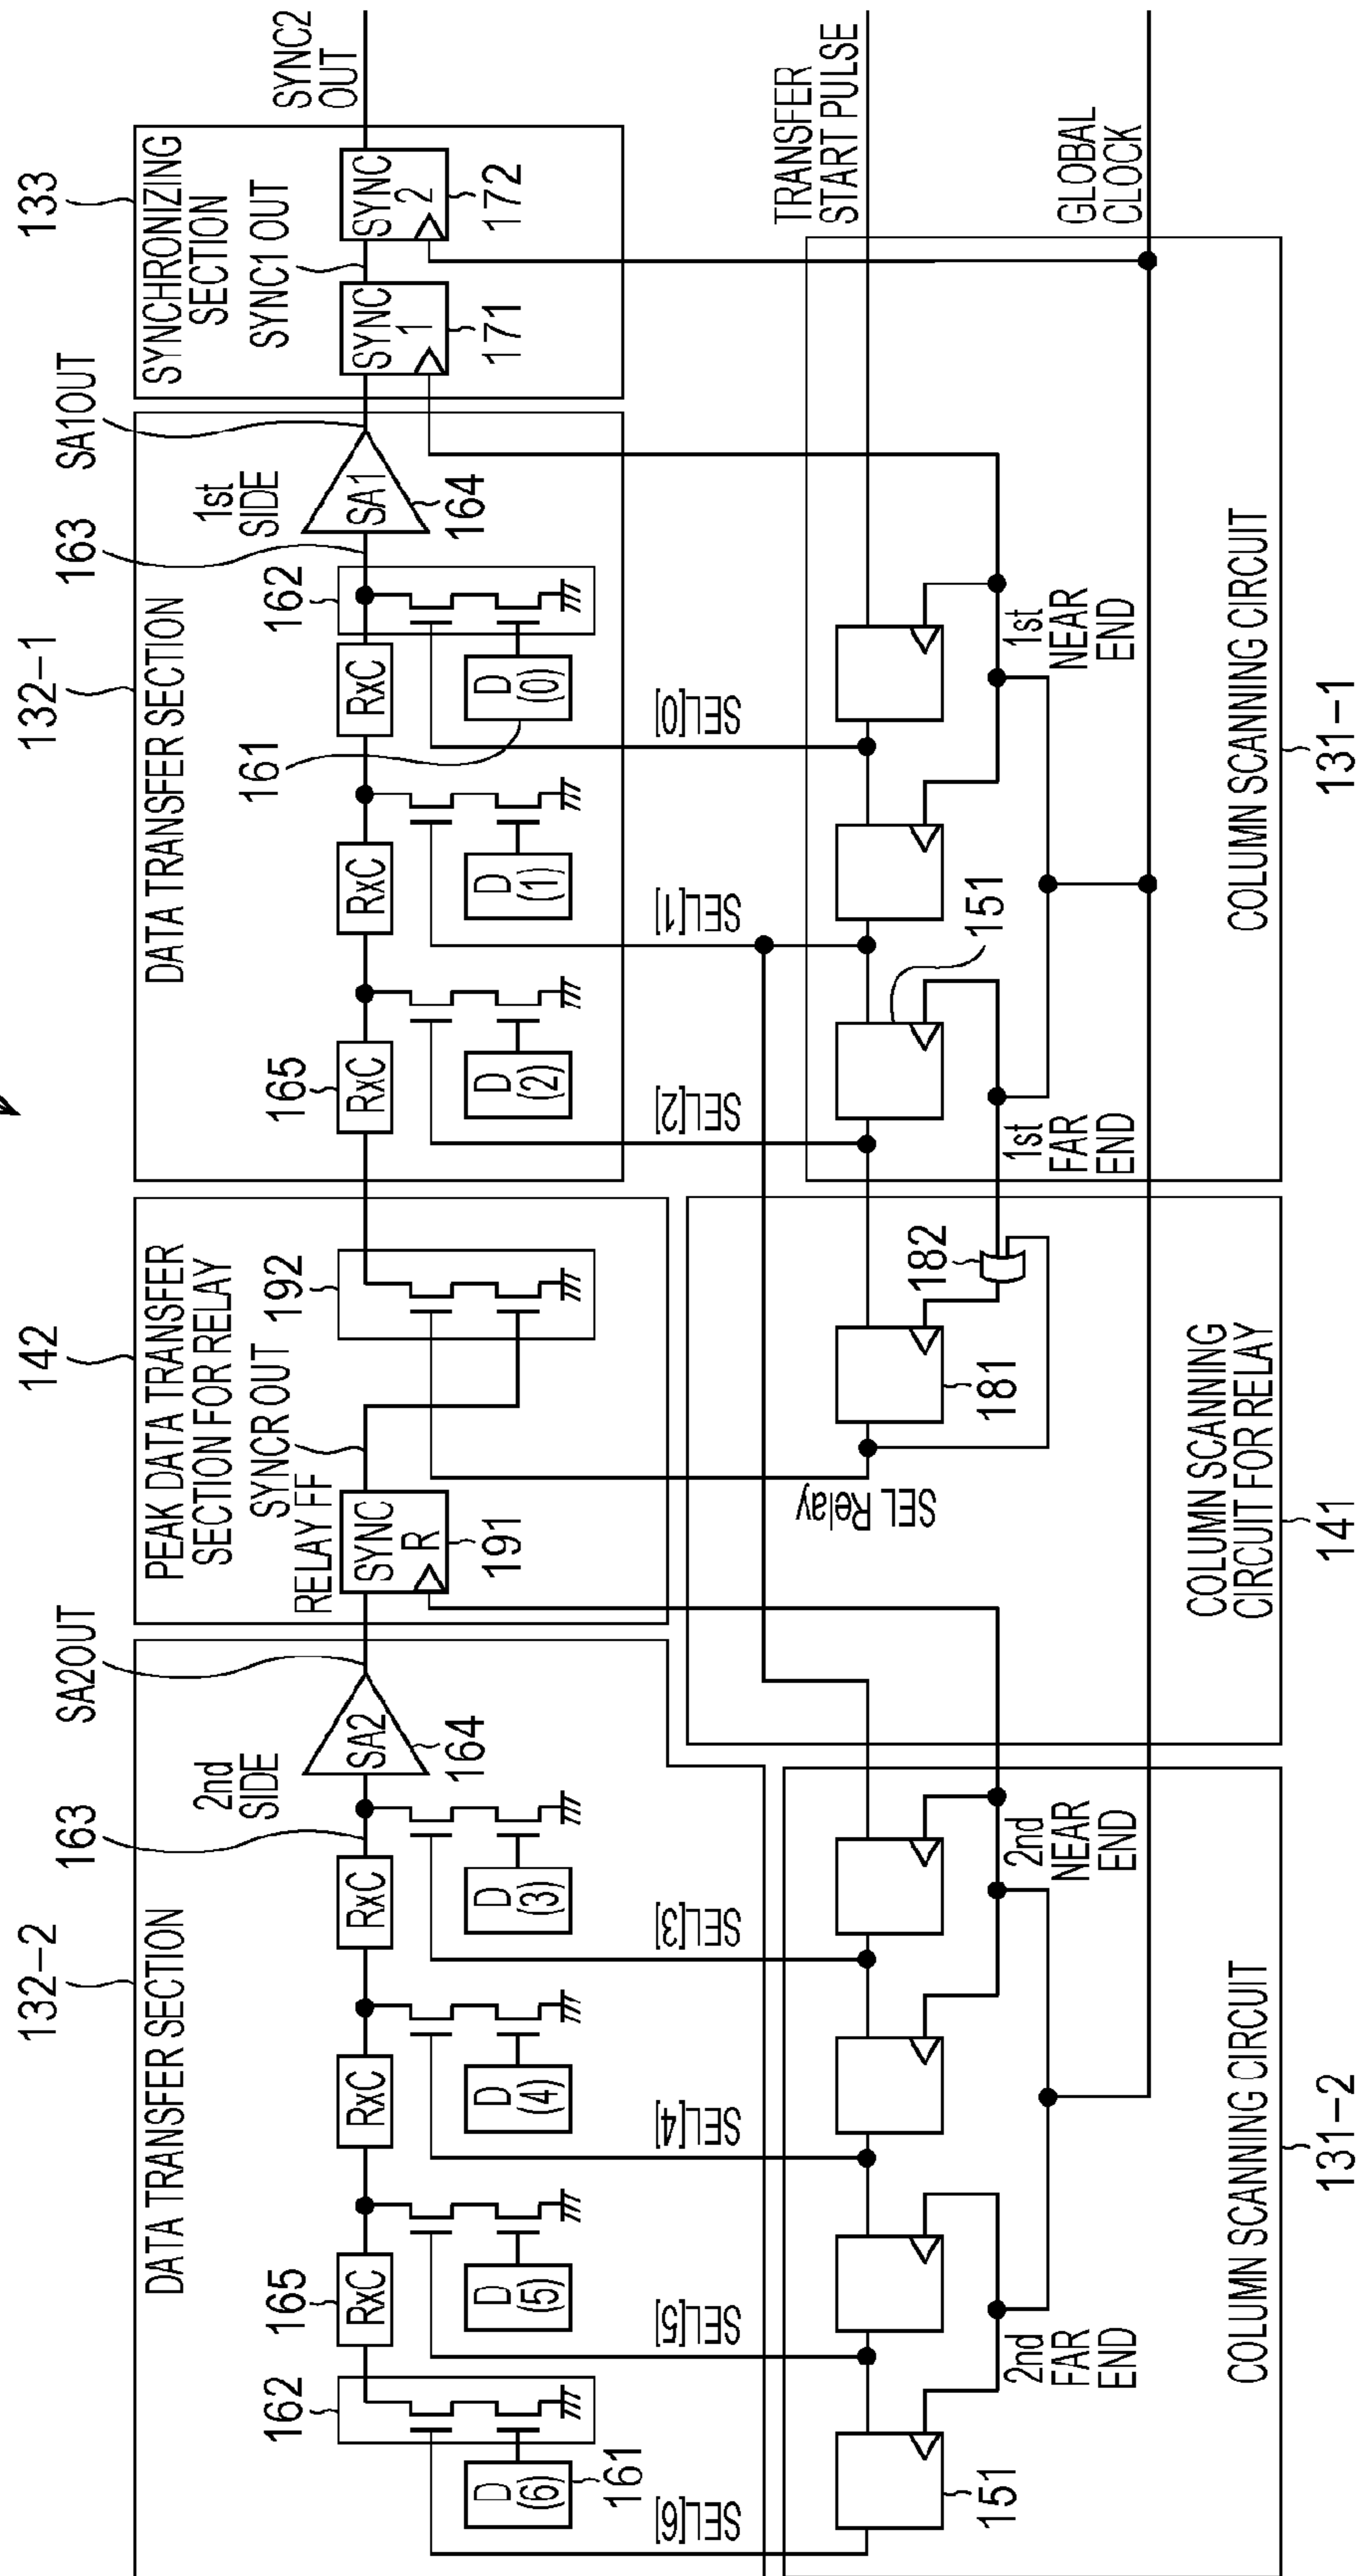 132-2
163
SA2OUT
142
132-1
163
SA1OUT
133
DATA TRANSFER SECTION
2nd
SIDE
162
165
RxC
RxC
RxC
SA2
164
D
(6)
161
D
(5)
D
(4)
D
(3)
SEL[6]
SEL[5]
SEL[4]
SEL[3]
PEAK DATA TRANSFER
SECTION FOR RELAY
SYNCR OUT
RELAY FF
SYNC
R
191
192
DATA TRANSFER SECTION
1st
SIDE
165
161
162
RxC
RxC
RxC
SA1
164
D
(2)
D
(1)
D
(0)
SEL[2]
SEL[1]
SEL[0]
SYNCHRONIZING
SECTION
SYNC1 OUT
SYNC
1
171
SYNC
2
172
SYNC2
OUT
TRANSFER
START PULSE
GLOBAL
CLOCK
151
2nd
FAR
END
2nd
NEAR
END
COLUMN SCANNING CIRCUIT
131-2
SEL Relay
181
182
COLUMN SCANNING
CIRCUIT FOR RELAY
141
151
1st
FAR
END
1st
NEAR
END
COLUMN SCANNING CIRCUIT
131-1